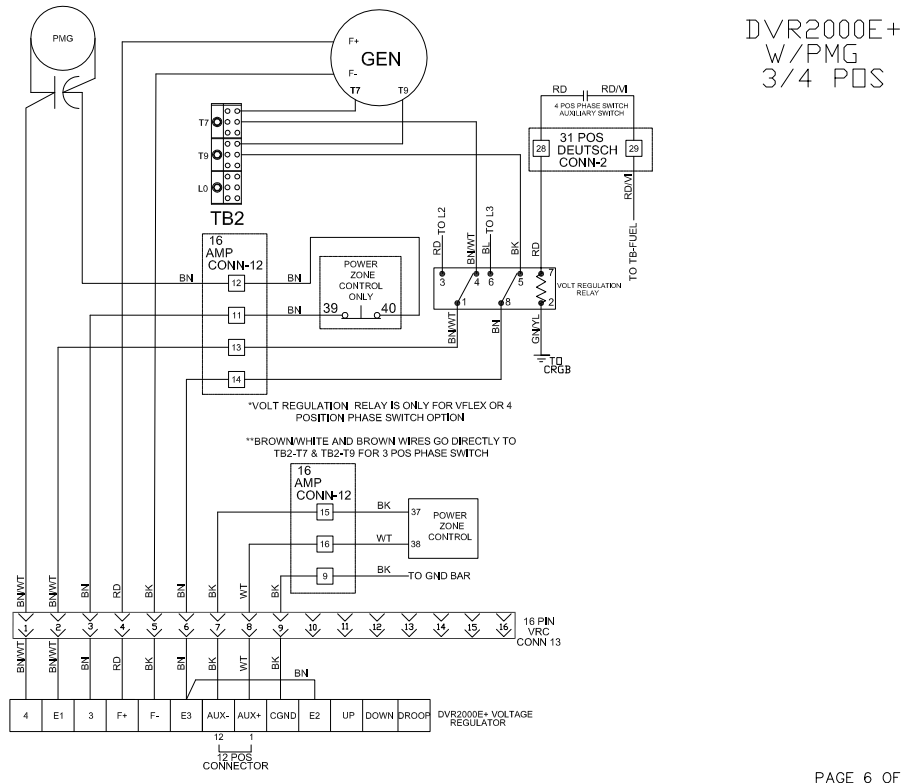 DVR2000E+
W/PMG
3/4 POS
PMG
F+
GEN
F-
T7
T9
T7
T9
L0
TB2
RD
RD/VI
4 POS PHASE SWITCH
AUXILIARY SWITCH
31 POS
DEUTSCH
CONN-2
28
29
RD/VI
TO TB-FUEL
RD
TO L2
BN/WT
BL
TO L3
BK
RD
3
4
6
5
7
1
8
2
VOLT REGULATION
RELAY
BN/WT
BN
GN/YL
TO
CRGB
16
AMP
CONN-12
BN
12
BN
11
BN
13
14
POWER
ZONE
CONTROL
ONLY
39
40
*VOLT REGULATION RELAY IS ONLY FOR VFLEX OR 4
POSITION PHASE SWITCH OPTION
**BROWN/WHITE AND BROWN WIRES GO DIRECTLY TO
TB2-T7 & TB2-T9 FOR 3 POS PHASE SWITCH
16
AMP
CONN-12
15
BK
37
16
WT
38
POWER
ZONE
CONTROL
9
BK
TO GND BAR
BN/WT
BN/WT
BN
RD
BK
BN
BK
WT
BK
1
2
3
4
5
6
7
8
9
10
11
12
13
14
15
16
16 PIN
VRC
CONN 13
BN/WT
BN/WT
BN
RD
BK
BN
BK
WT
BK
BN
4
E1
3
F+
F-
E3
AUX-
AUX+
CGND
E2
UP
DOWN
DROOP
DVR2000E+ VOLTAGE
REGULATOR
12
1
12 POS
CONNECTOR
PAGE 6 OF